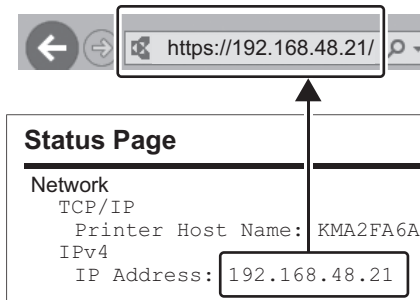 https://192.168.48.21/
Status Page
Network
TCP/IP
Printer Host Name: KMA2FA6A
IPv4
IP Address: 192.168.48.21